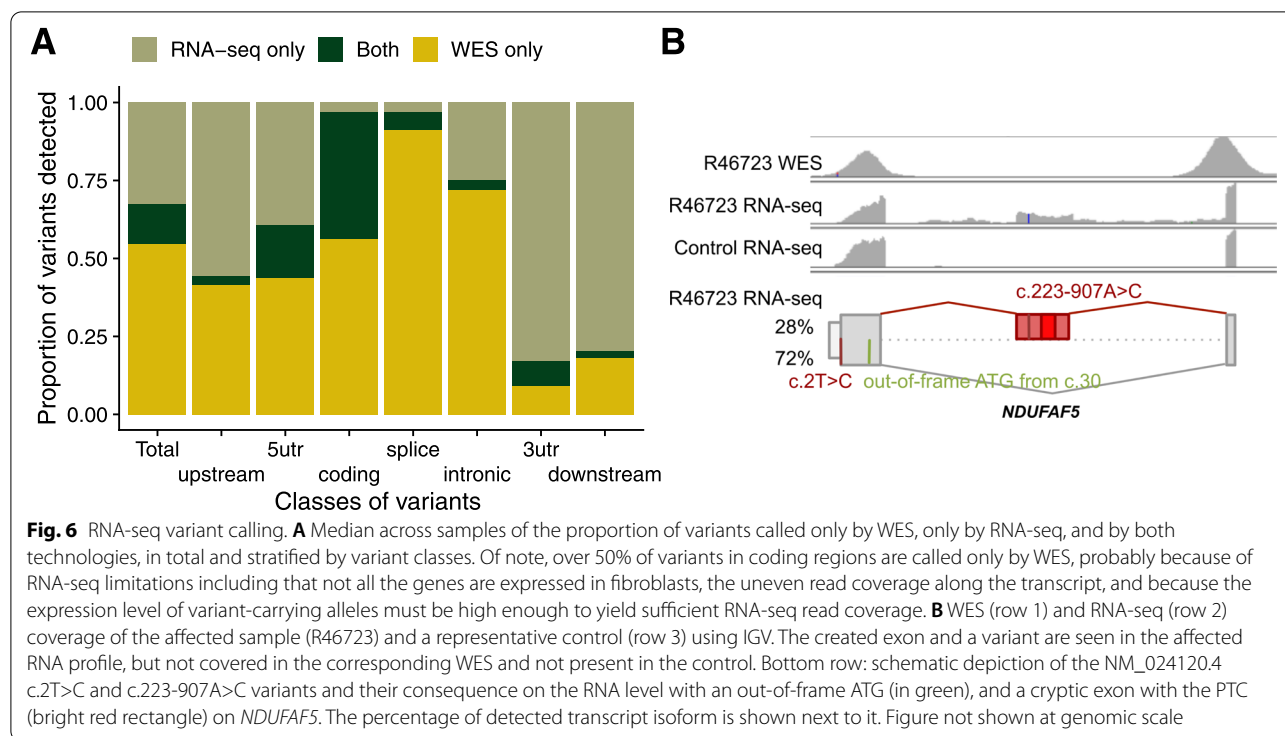 A
RNA−seq only Both WES only
Proportion of variants detected
1.00
0.75
0.50
0.25
0.00
Total 5utr splice 3utr
upstream coding intronic downstream
Classes of variants
B
R46723 WES
R46723 RNA-seq
Control RNA-seq
R46723 RNA-seq
c.223-907A>C
28%
72%
c.2T>C out-of-frame ATG from c.30
NDUFAF5
Fig. 6 RNA-seq variant calling. A Median across samples of the proportion of variants called only by WES, only by RNA-seq, and by both
technologies, in total and stratified by variant classes. Of note, over 50% of variants in coding regions are called only by WES, probably because of
RNA-seq limitations including that not all the genes are expressed in fibroblasts, the uneven read coverage along the transcript, and because the
expression level of variant-carrying alleles must be high enough to yield sufficient RNA-seq read coverage. B WES (row 1) and RNA-seq (row 2)
coverage of the affected sample (R46723) and a representative control (row 3) using IGV. The created exon and a variant are seen in the affected
RNA profile, but not covered in the corresponding WES and not present in the control. Bottom row: schematic depiction of the NM_024120.4
c.2T>C and c.223-907A>C variants and their consequence on the RNA level with an out-of-frame ATG (in green), and a cryptic exon with the PTC
(bright red rectangle) on NDUFAF5. The percentage of detected transcript isoform is shown next to it. Figure not shown at genomic scale